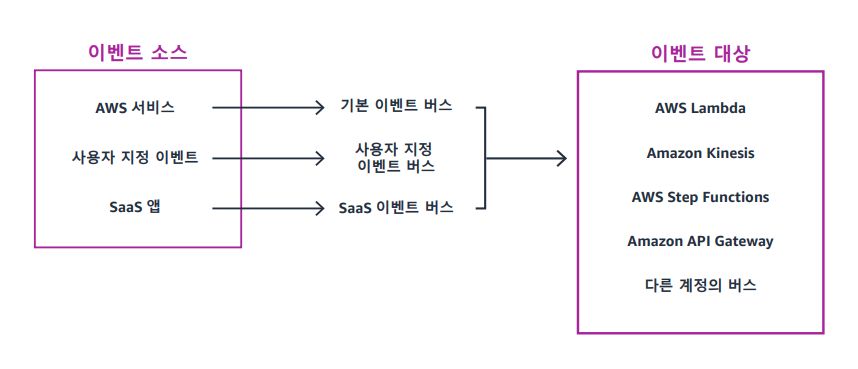 이벤트 소스
AWS 서비스
사용자 지정 이벤트
SaaS 앱
기본 이벤트 버스
사용자 지정
이벤트 버스
SaaS 이벤트 버스
이벤트 대상
AWS Lambda
Amazon Kinesis
AWS Step Functions
Amazon API Gateway
다른 계정의 버스